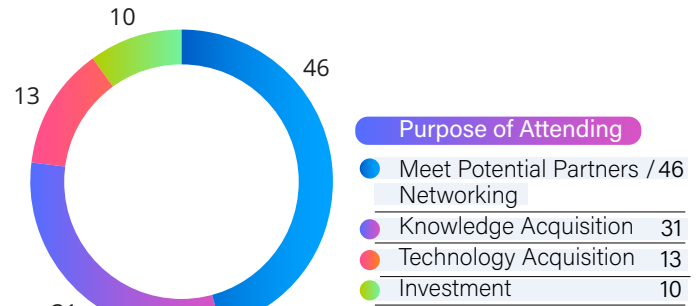 10
46
13
Purpose of Attending
Meet Potential Partners / 46
Networking
Knowledge Acquisition 31
Technology Acquisition 13
Investment 10